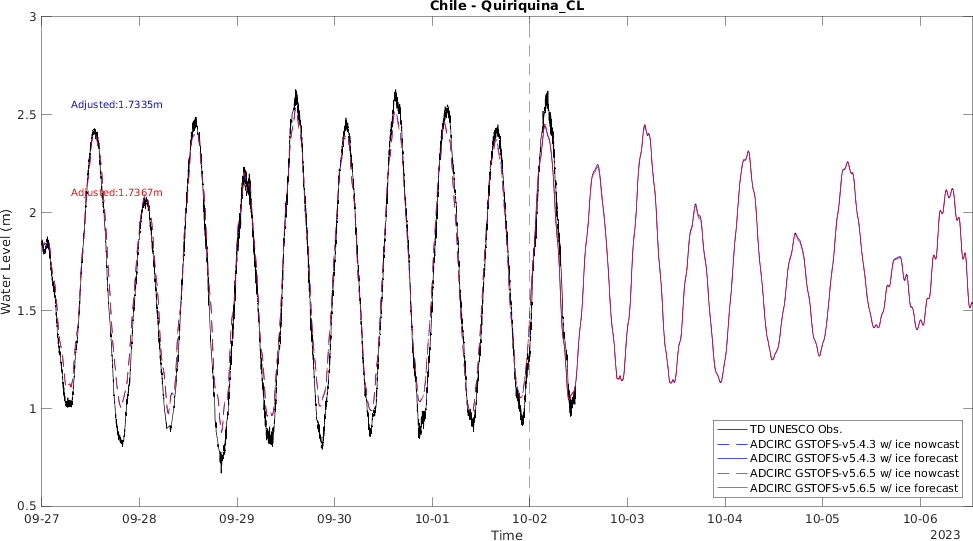 Chile - Quiriquina_CL
3
2.5
2
1.5
1
0.5
Water Level (m)
Adjusted:1.7335m
Adjusted:1.7367m
TD UNESCO Obs.
ADCIRC GSTOFS-v5.4.3 w/ ice nowcast
ADCIRC GSTOFS-v5.4.3 w/ ice forecast
ADCIRC GSTOFS-v5.6.5 w/ ice nowcast
ADCIRC GSTOFS-v5.6.5 w/ ice forecast
09-27 09-28 09-29 09-30 10-01 10-02 10-03 10-04 10-05 10-06
Time
2023